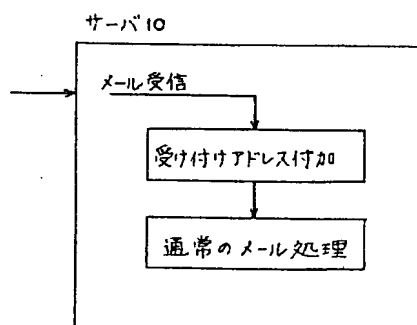 サーバ10
メール受信
受け付けアドレス付加
通常のメール処理